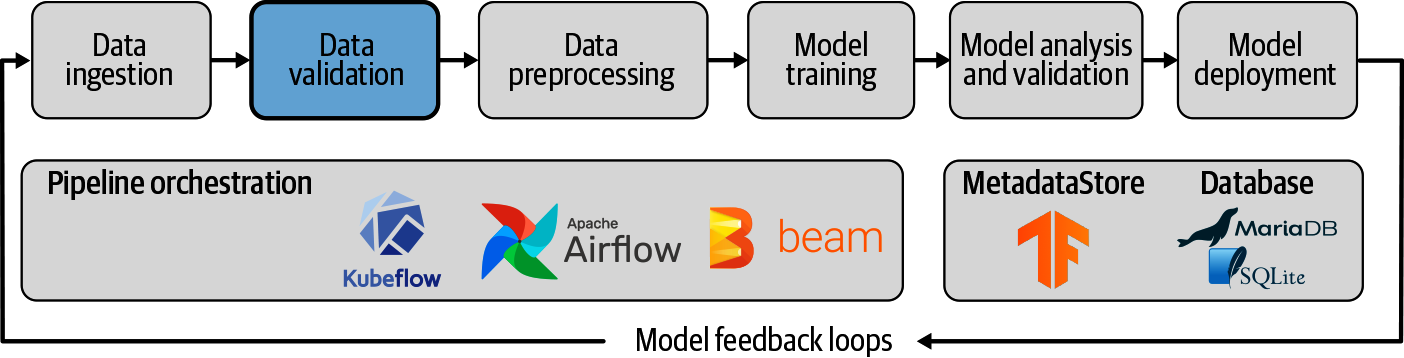 Data
ingestion
Data
validation
Data
preprocessing
Model
training
Model analysis
and validation
Model
deployment
Pipeline orchestration
Kubeflow
Apache
Airflow
beam
MetadataStore
Database
MariaDB
SQLite
Model feedback loops